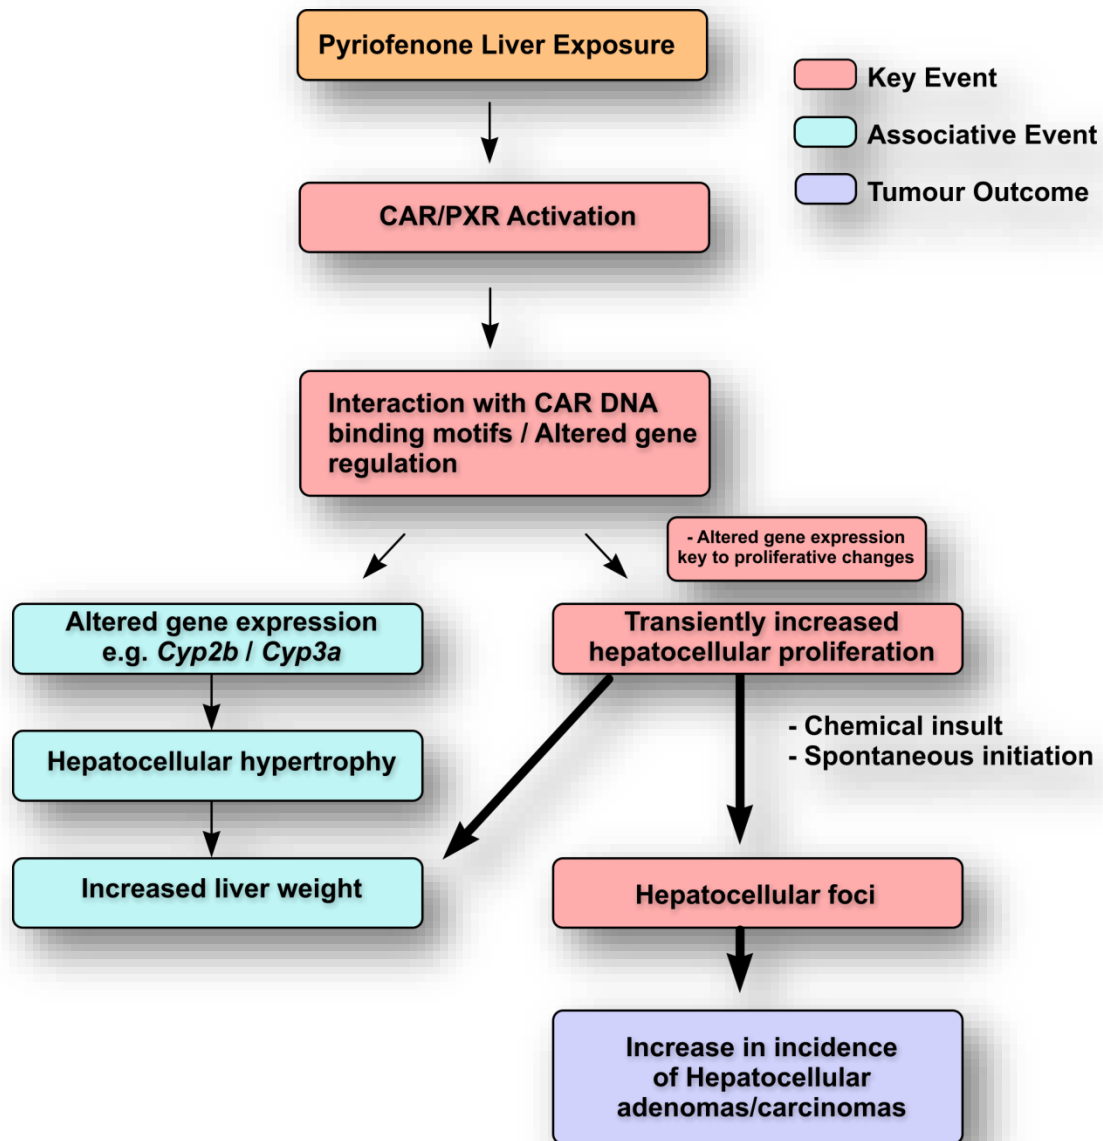 Pyriofenone Liver Exposure
Key Event
Associative Event
Tumour Outcome
CAR/PXR Activation
Interaction with CAR DNA
binding motifs / Altered gene
regulation
- Altered gene expression
key to proliferative changes
Altered gene expression
e.g. Cyp2b / Cyp3a
Transiently increased
hepatocellular proliferation
- Chemical insult
- Spontaneous initiation
Hepatocellular hypertrophy
Increased liver weight
Hepatocellular foci
Increase in incidence
of Hepatocellular
adenomas/carcinomas